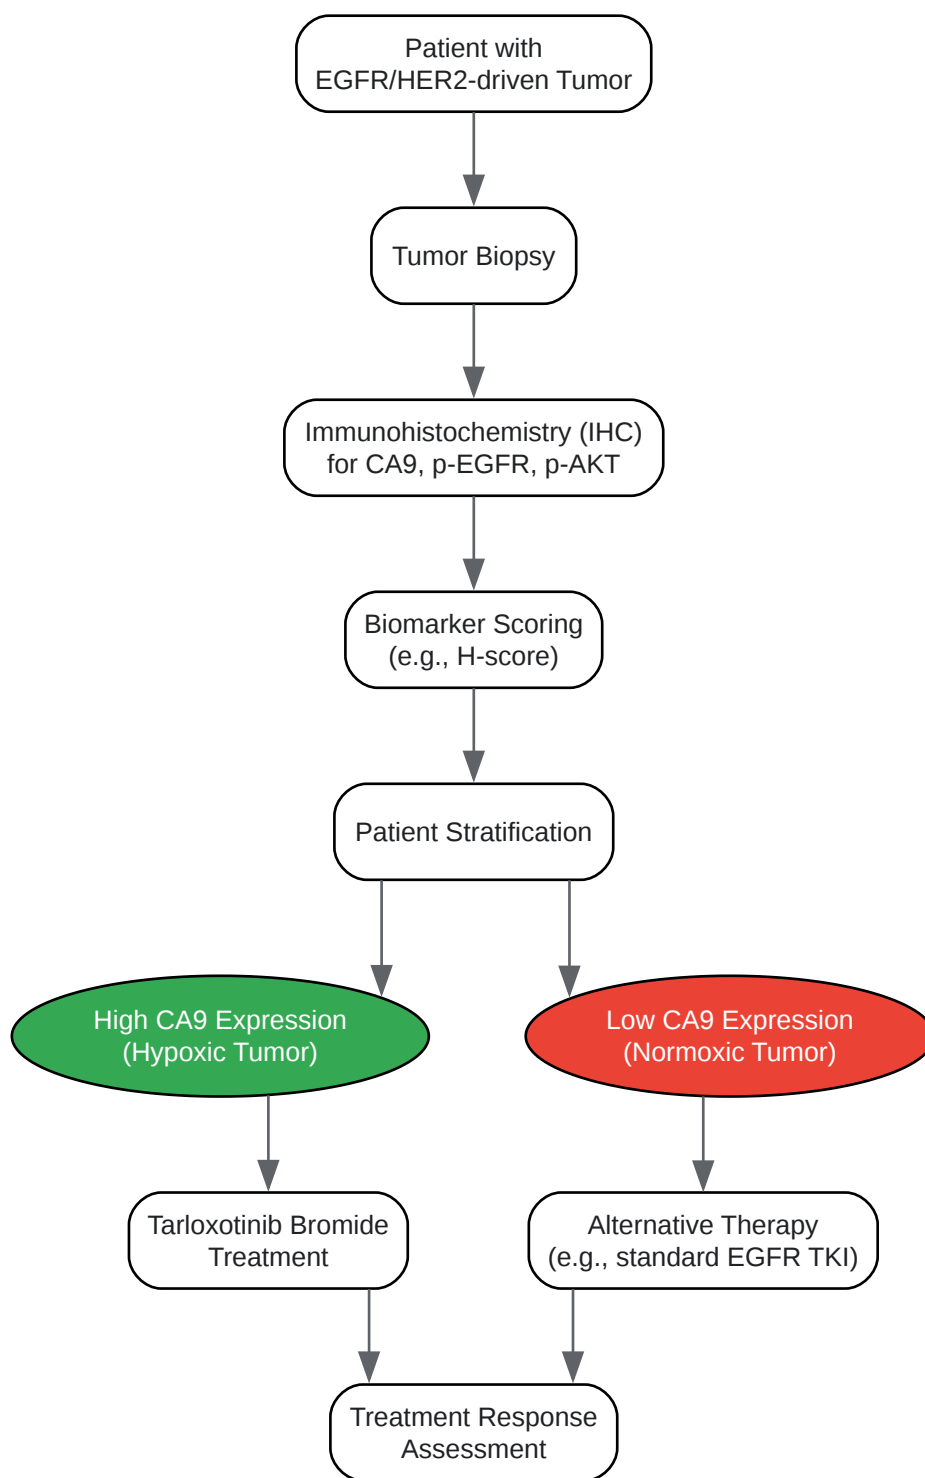 Patient with
EGFR/HER2-driven Tumor
Tumor Biopsy
Immunohistochemistry (IHC)
for CA9, p-EGFR, p-AKT
Biomarker Scoring
(e.g., H-score)
Patient Stratification
High CA9 Expression
(Hypoxic Tumor)
Low CA9 Expression
(Normoxic Tumor)
Tarloxotinib Bromide
Treatment
Alternative Therapy
(e.g., standard EGFR TKI)
Treatment Response
Assessment